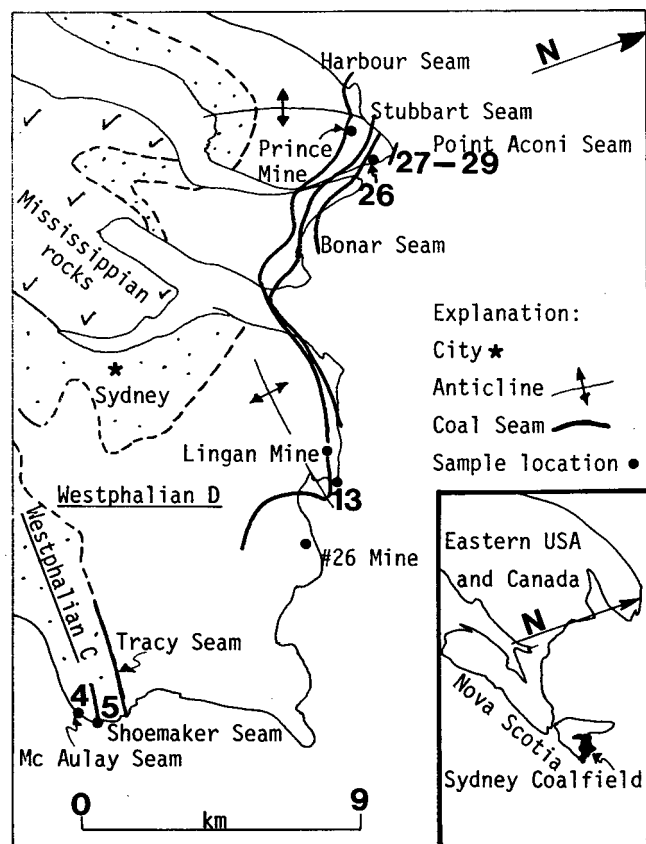 N
Harbour Seam
Stubbart Seam
Prince
Mine
Point Aconi Seam
27-29
26
Bonar Seam
Mississippian
rocks
Explanation:
City
Sydney
Anticline
Coal Seam
Lingan Mine
Sample location
13
Westphalian D
#26 Mine
Eastern USA
and Canada
N
Westphalian C
Tracy Seam
4
5
Shoemaker Seam
Mc Aulay Seam
Nova Scotia
Sydney Coalfield
0
9
km